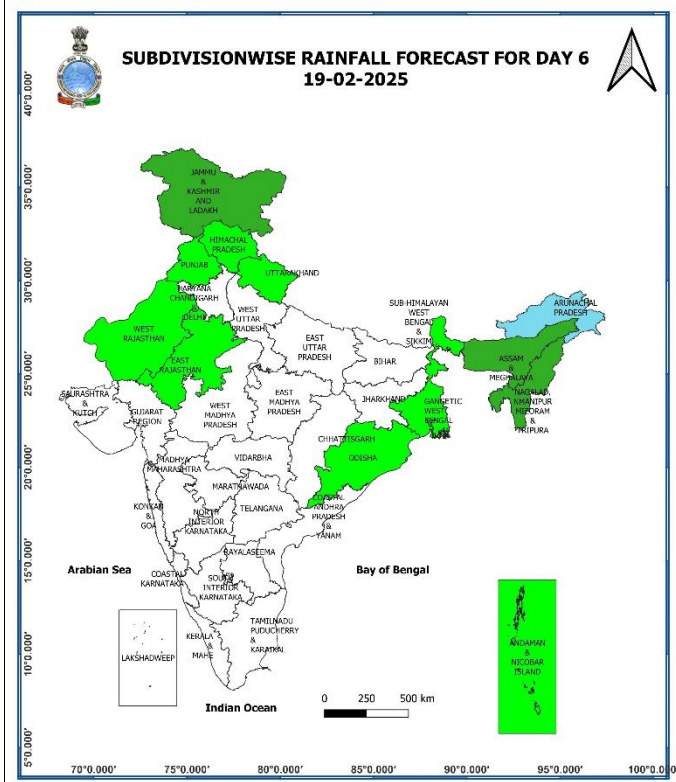 SUBDIVISIONWISE RAINFALL FORECAST FOR DAY 6
19-02-2025
40°0.000'
35°0.000'
30°0.000'
25°0.000'
20°0.000'
15°0.000'
10°0.000'
5°0.000'
JAMMU
&
KASHMIR
AND
LADAKH
HIMACHAL
PRADESH
PUNJAB
UTTARAKHAND
HARYANA
CHANDIGARH
&
DELHI
WEST
UTTAR
PRADESH
SUB-HIMALAYAN
WEST
BENGAL
&
SIKKIM
ARUNACHAL
PRADESH
WEST
RAJASTHAN
EAST
RAJASTHAN
EAST
UTTAR
PRADESH
BIHAR
ASSAM
&
MEGHALAYA
NAGALAD,
NMANIPUR
MIZORAM
&
TRIPURA
SAURASHTRA
&
KUTCH
GUJARAT
REGION
WEST
MADHYA
PRADESH
EAST
MADHYA
PRADESH
JHARKHAND
GANGETIC
WEST
BENGAL
CHHATTISGARH
ODISHA
MADHYA
MAHARASHTRA
VIDARBHA
MARATHAWADA
KONKAN
&
GOA
NORTH
INTERIOR
KARNATAKA
TELANGANA
COASTAL
ANDHRA
PRADESH
&
YANAM
RAYALASEEMA
Arabian Sea
COASTAL
KARNATAKA
SOUTH
INTERIOR
KARNATAKA
Bay of Bengal
LAKSHADWEEP
KERALA
&
MAHE
TAMILNADU
PUDUCHERRY
&
KARAIKAL
ANDAMAN
&
NICOBAR
ISLAND
Indian Ocean
0 250 500 km
70°0.000' 75°0.000' 80°0.000' 85°0.000' 90°0.000' 95°0.000' 100°0.000'